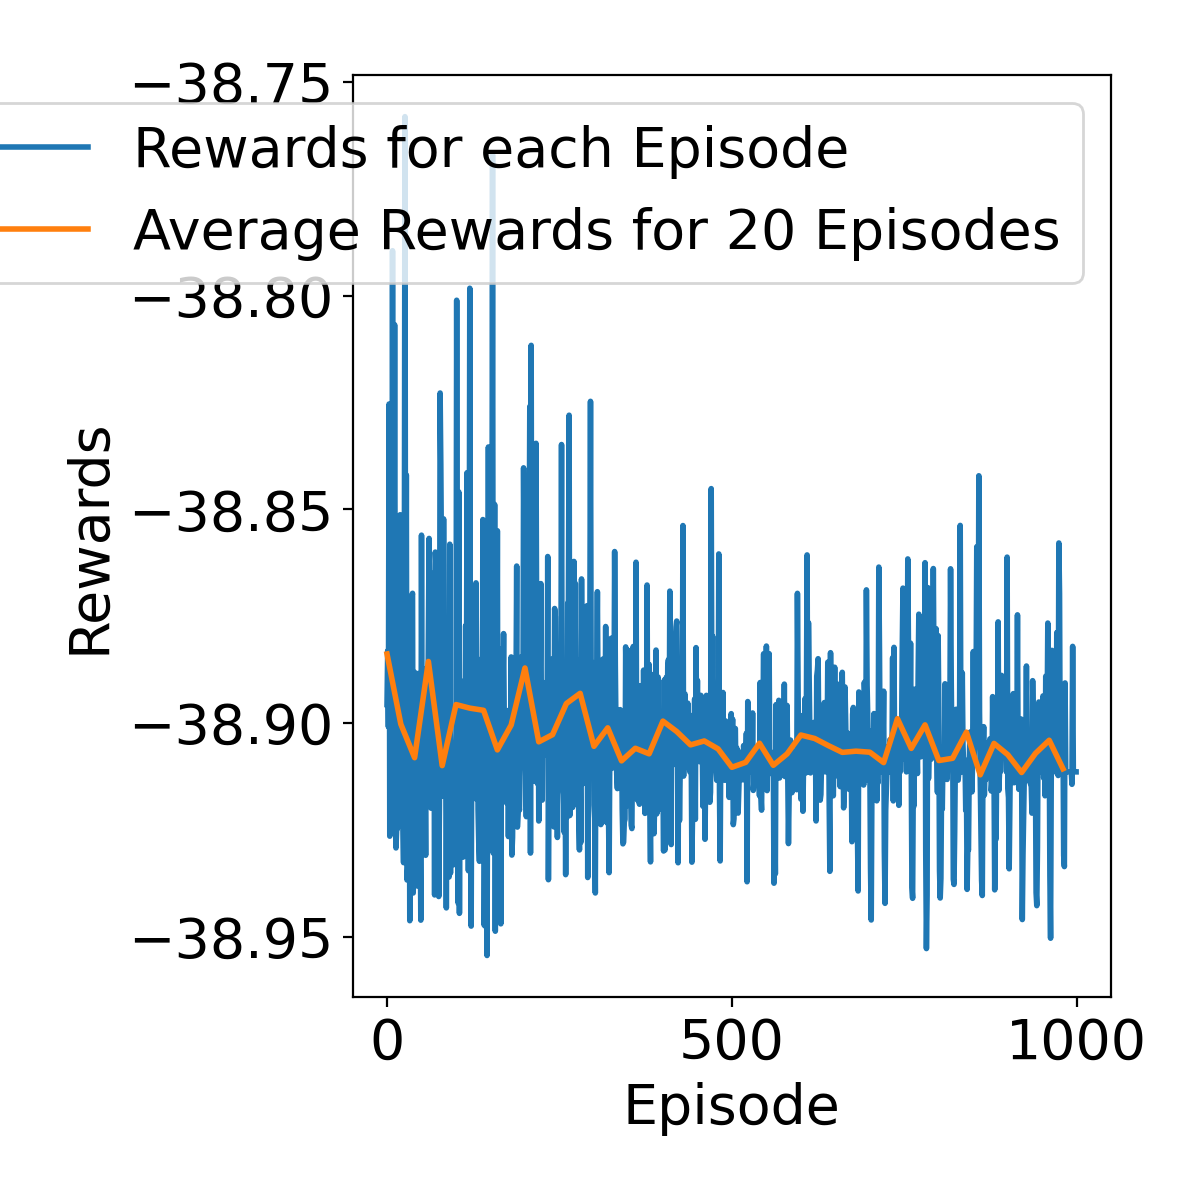 −38.75
Rewards for each Episode
Average Rewards for 20 Episodes
−38.80
−38.85
−38.90
−38.95
Rewards
0 500 1000
Episode